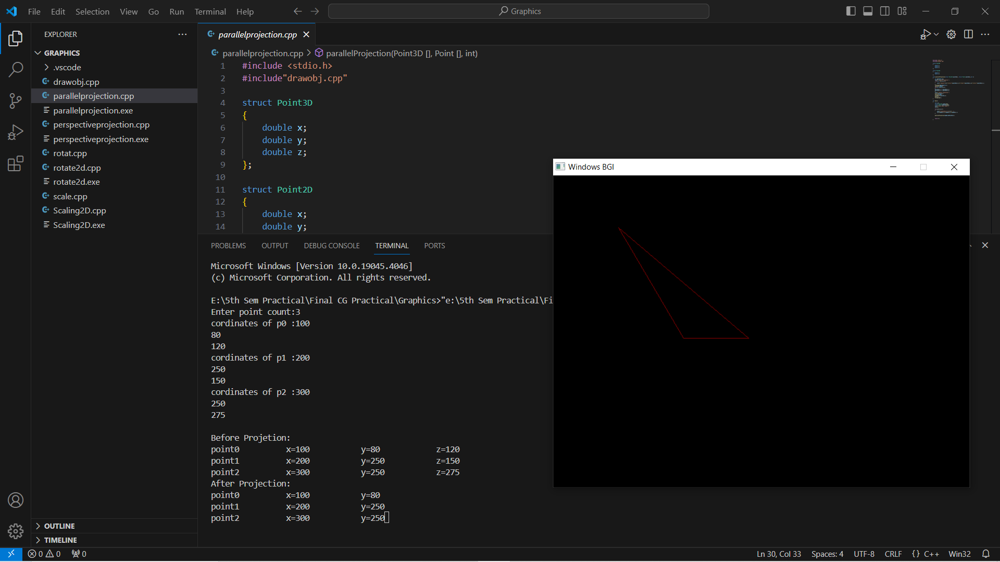 File Edit Selection View Go Run Terminal Help
Graphics
EXPLORER
GRAPHICS
.vscode
drawobj.cpp
parallelprojection.cpp
parallelprojection.exe
perspectiveprojection.cpp
perspectiveprojection.exe
rotat.cpp
rotate2d.cpp
rotate2d.exe
scale.cpp
Scaling2D.cpp
Scaling2D.exe
OUTLINE
TIMELINE
parallelprojection.cpp
parallelprojection.cpp > parallelProjection(Point3D [], Point [], int)
1 #include <stdio.h>
2 #include"drawobj.cpp"
3
4 struct Point3D
5 {
6 double x;
7 double y;
8 double z;
9 };
10
11 struct Point2D
12 {
13 double x;
14 double y;
PROBLEMS OUTPUT DEBUG CONSOLE TERMINAL PORTS
Microsoft Windows [Version 10.0.19045.4046]
(c) Microsoft Corporation. All rights reserved.
E:\5th Sem Practical\Final CG Practical\Graphics>"e:\5th Sem Practical\Fi
Enter point count:3
cordinates of p0 :100
80
120
cordinates of p1 :200
250
150
cordinates of p2 :300
250
275
Before Projetion:
point0 x=100 y=80 z=120
point1 x=200 y=250 z=150
point2 x=300 y=250 z=275
After Projection:
point0 x=100 y=80
point1 x=200 y=250
point2 x=300 y=250
Windows BGI
0 0 0
Ln 30, Col 33 Spaces: 4 UTF-8 CRLF {} C++ Win32